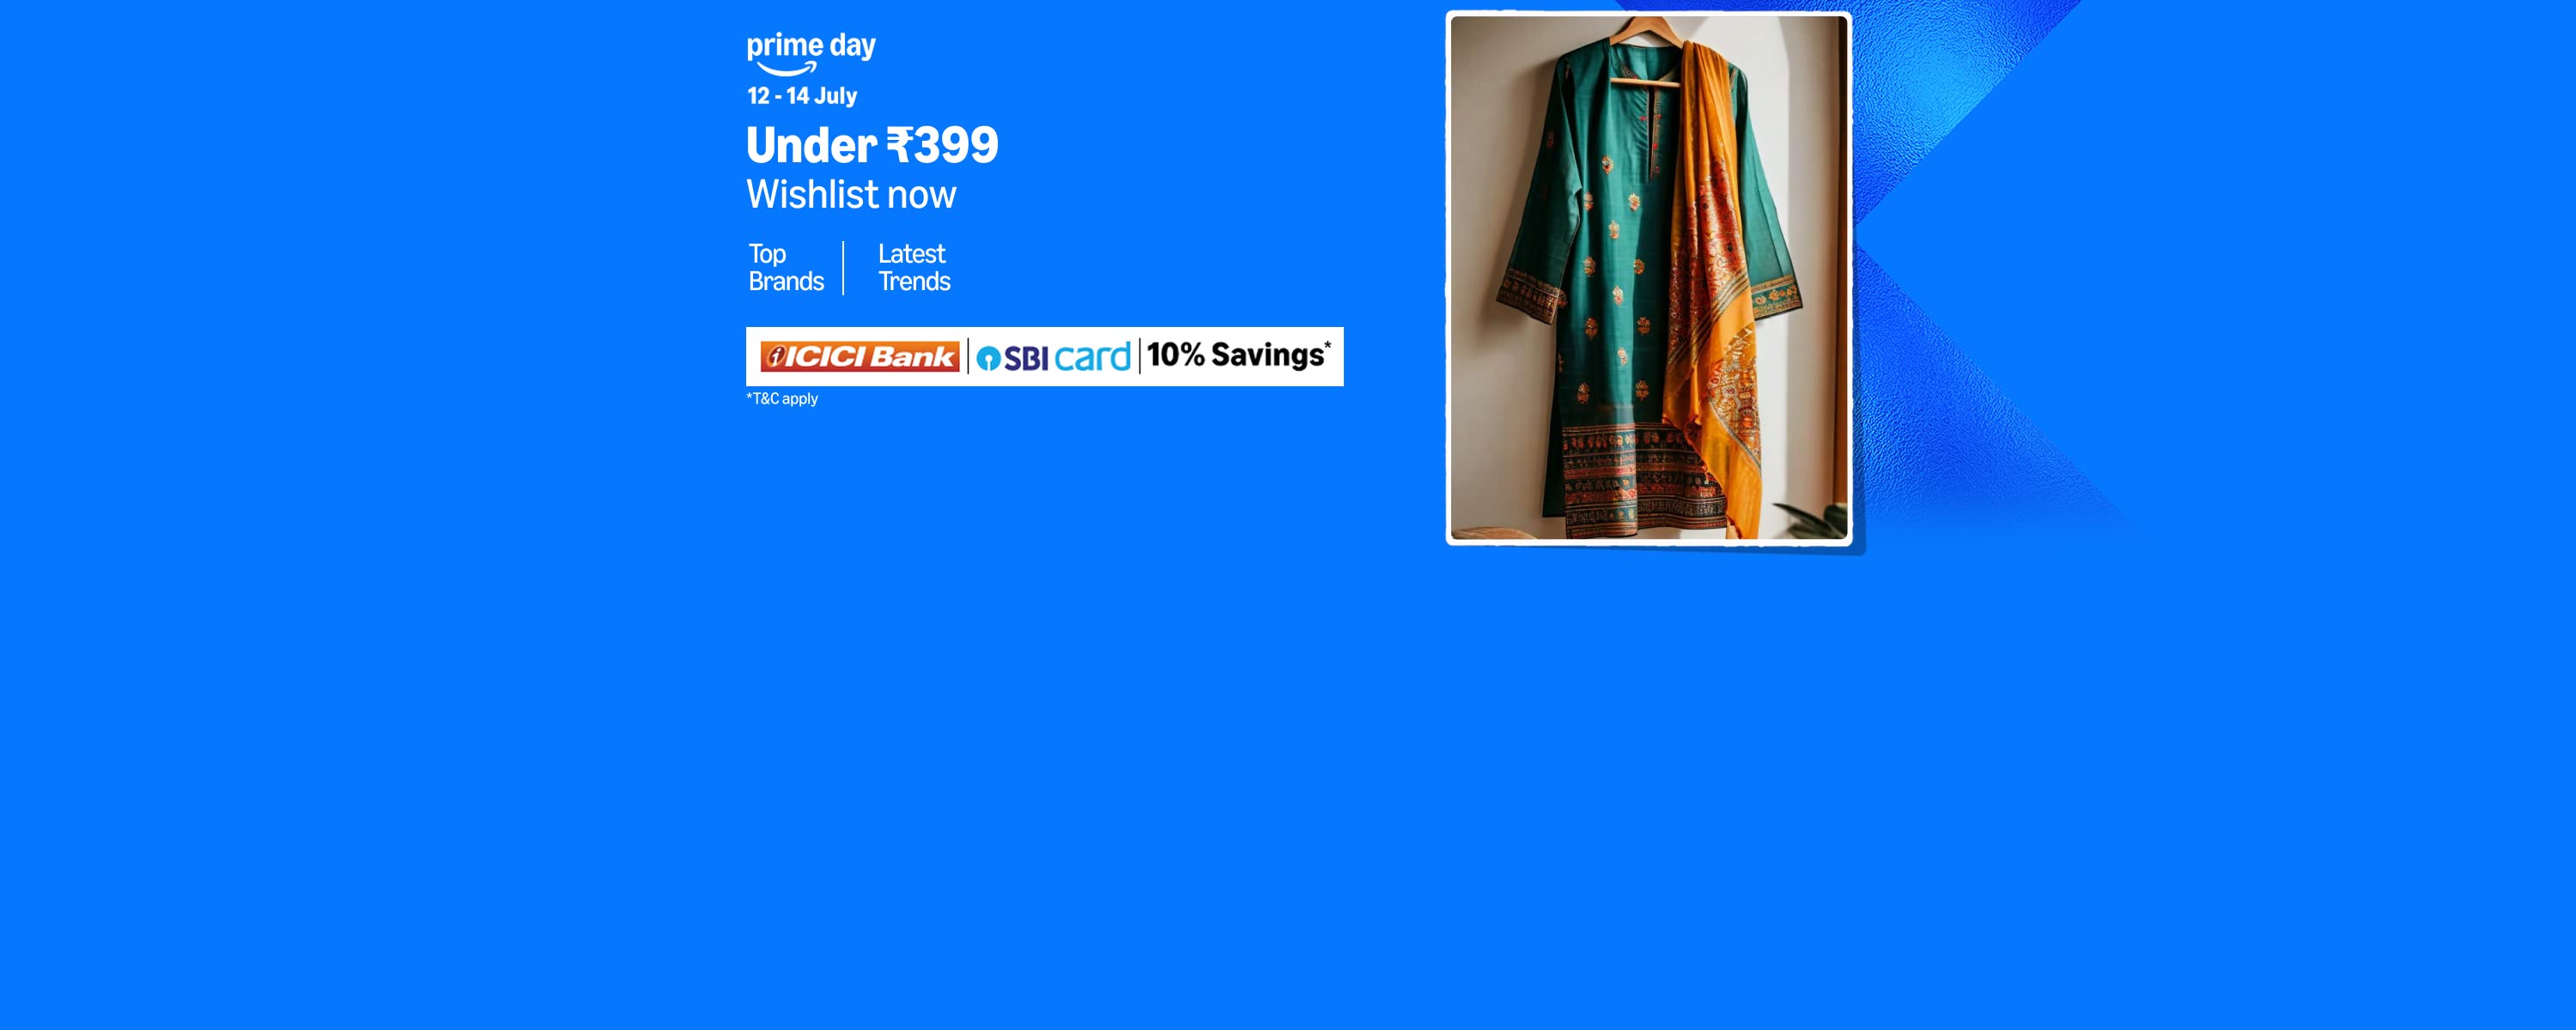 prime day
12 - 14 July
Under ₹399
Wishlist now
Top
Brands
Latest
Trends
ICICI Bank | SBI card | 10% Savings*
*T&C apply